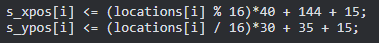 s_xpos[i] <= (locations[i] % 16)*40 + 144 + 15;
s_ypos[i] <= (locations[i] / 16)*30 + 35 + 15;